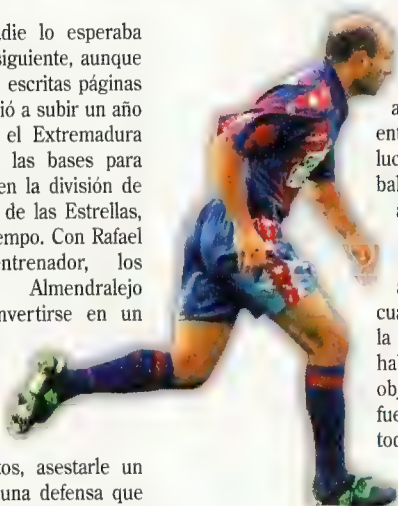 die lo esperaba
siguiente, aunque
escritas páginas
ió a subir un año
el Extremadura
las bases para
en la división de
de las Estrellas,
empo. Con Rafael
ntrenador, los
Almendralejo
nvertirse en un
tos, asestarle un
una defensa que
a
ent
luc
bal
a
a
cua
la
hal
obj
fue
tod